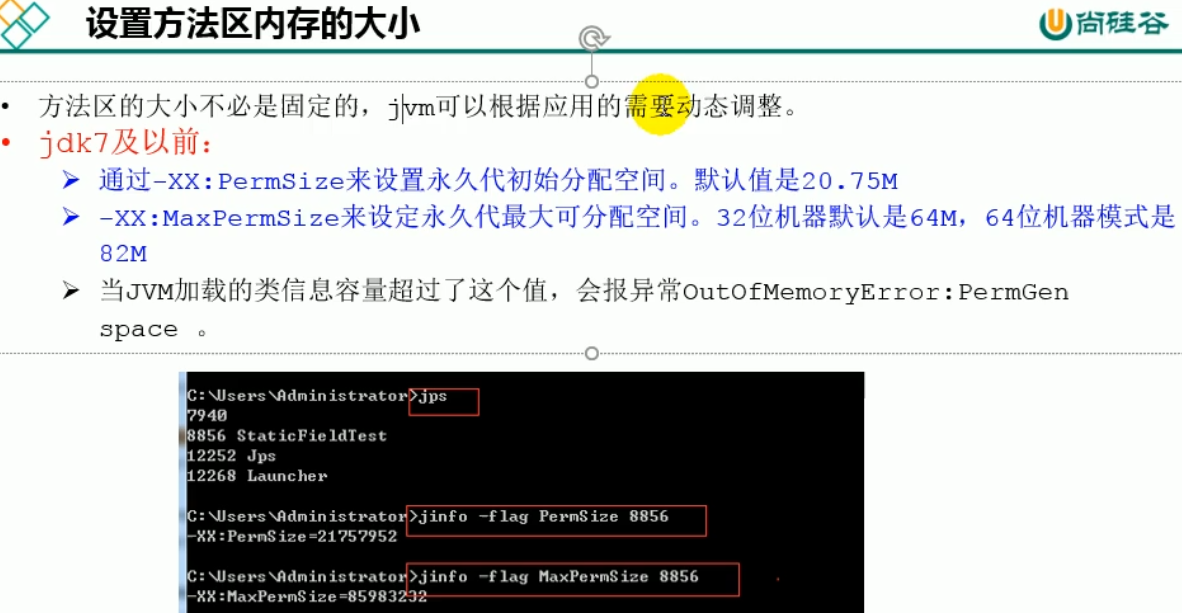 设置方法区内存的大小
尚硅谷
• 方法区的大小不必是固定的，jvm可以根据应用的需要动态调整。
• jdk7及以前：
➢ 通过-XX:PermSize来设置永久代初始分配空间。默认值是20.75M
➢ -XX:MaxPermSize来设定永久代最大可分配空间。32位机器默认是64M，64位机器模式是
82M
➢ 当JVM加载的类信息容量超过了这个值，会报异常OutOfMemoryError:PermGen
space 。
C:\Users\Administrator>jps
7940
8856 StaticFieldTest
12252 Jps
12268 Launcher
C:\Users\Administrator>jinfo -flag PermSize 8856
-XX:PermSize=21757952
C:\Users\Administrator>jinfo -flag MaxPermSize 8856
-XX:MaxPermSize=85983232